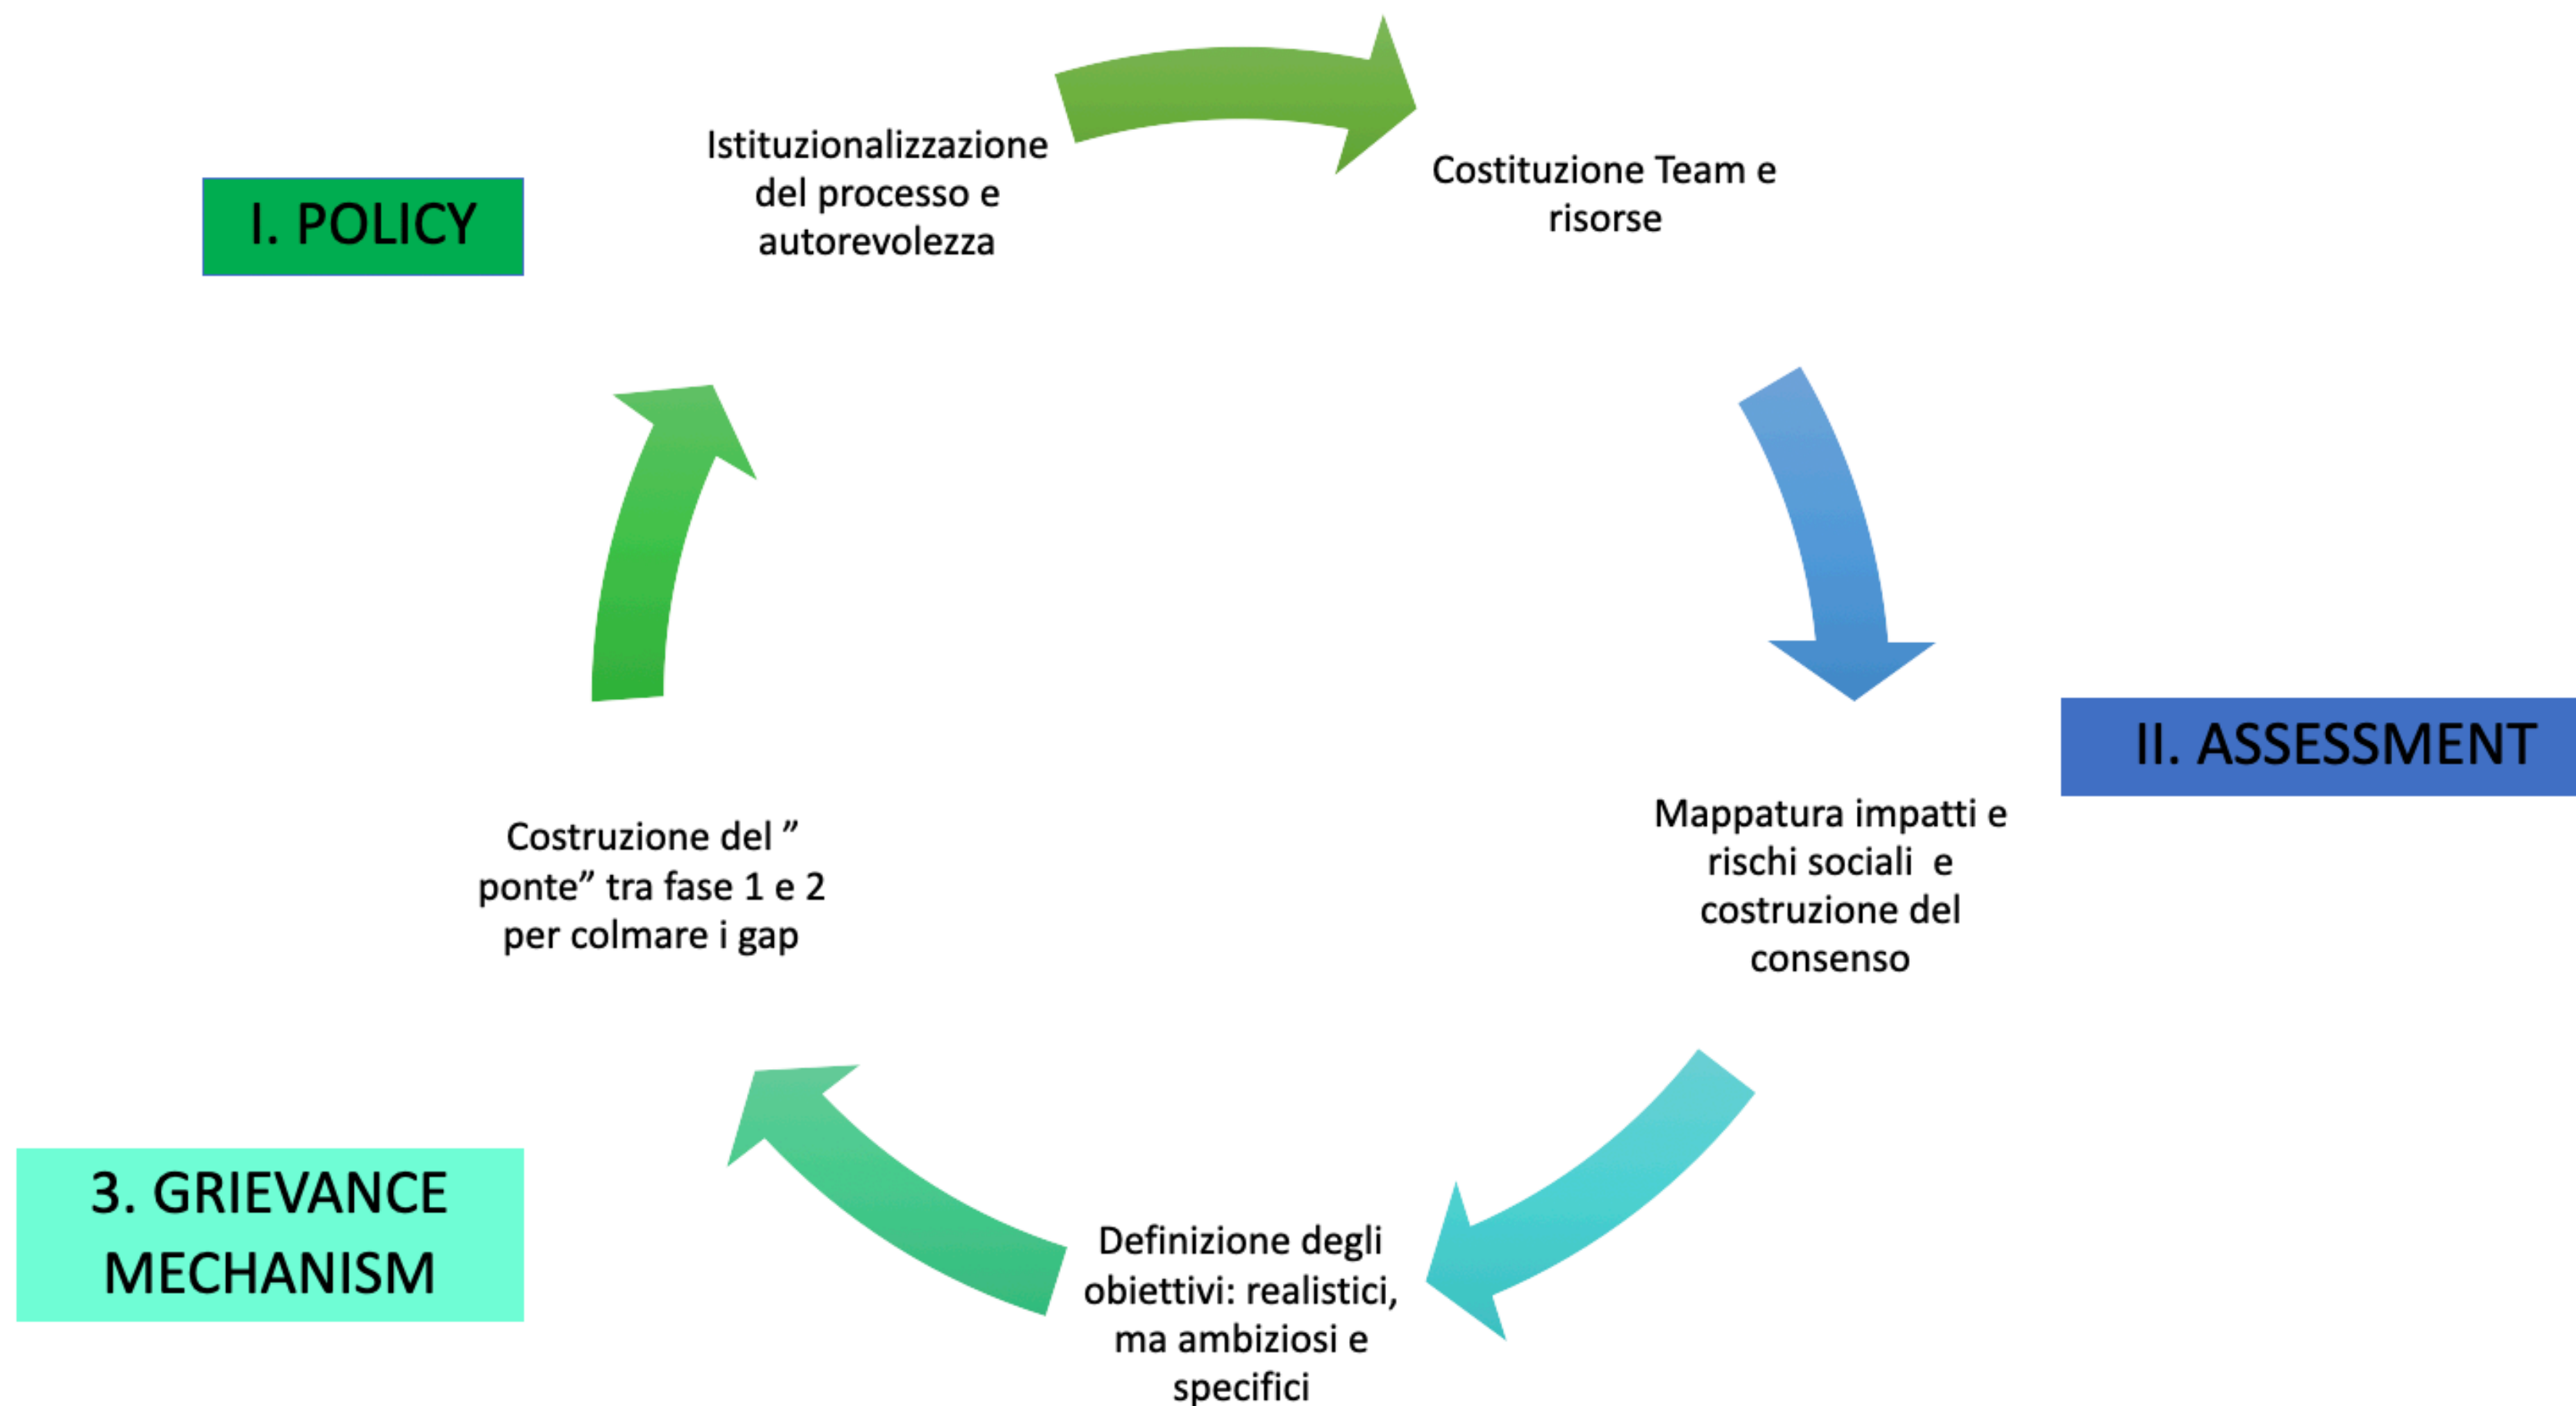 I. POLICY
Istituzionalizzazione
del processo e
autorevolezza
Costituzione Team e
risorse
II. ASSESSMENT
Mappatura impatti e
rischi sociali  e
costruzione del
consenso
Definizione degli
obiettivi: realistici,
ma ambiziosi e
specifici
Costruzione del ”
ponte” tra fase 1 e 2
per colmare i gap
3. GRIEVANCE
MECHANISM